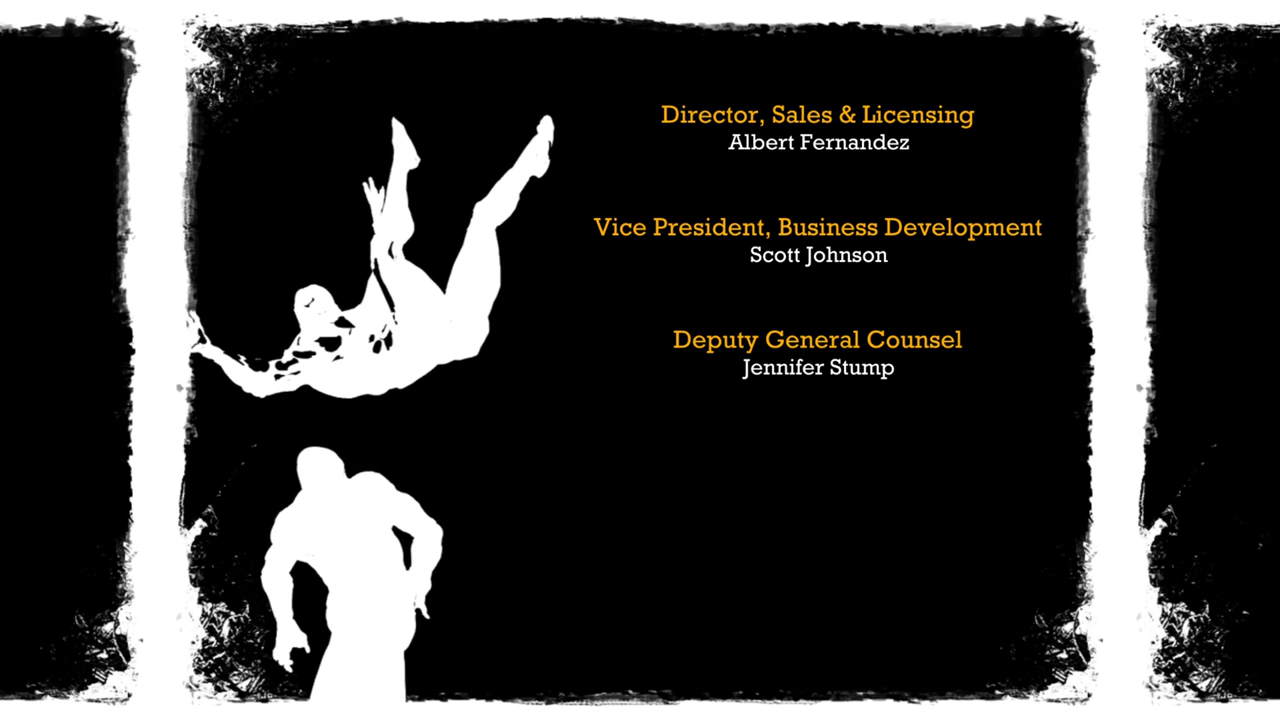 Director, Sales & Licensing
Albert Fernandez
Vice President, Business Development
Scott Johnson
Deputy General Counsel
Jennifer Stump